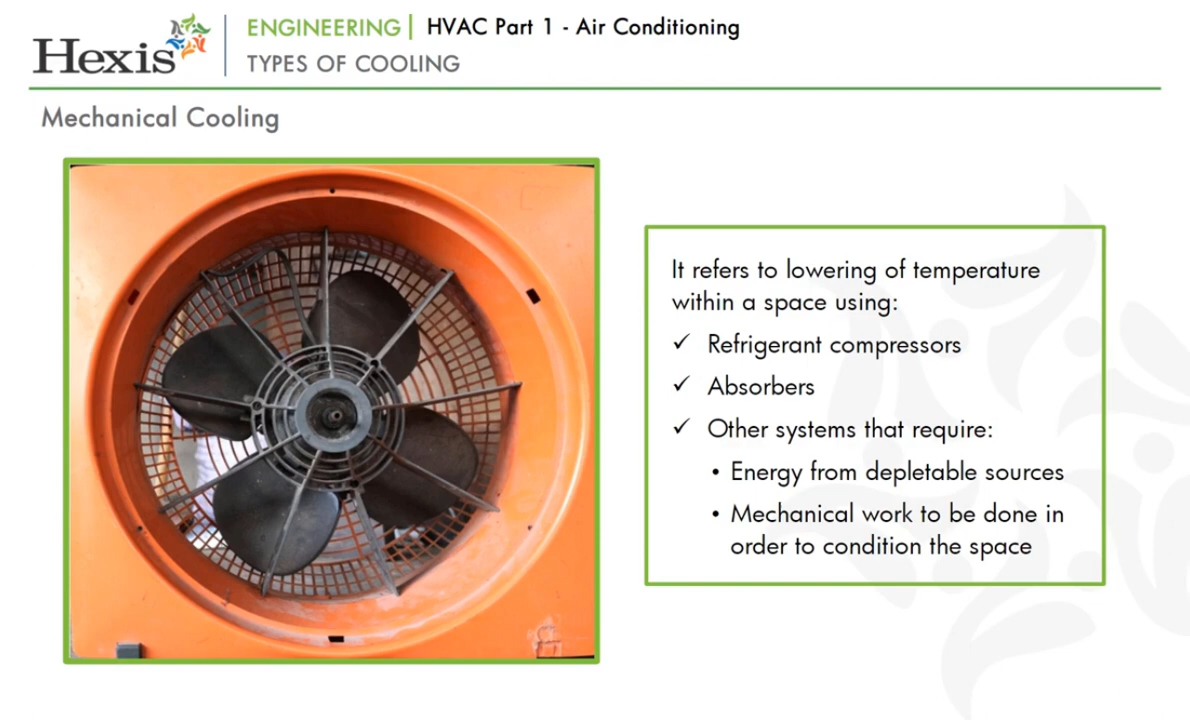 Hexis
ENGINEERING | HVAC Part 1 - Air Conditioning
TYPES OF COOLING
Mechanical Cooling
It refers to lowering of temperature
within a space using:
✓ Refrigerant compressors
✓ Absorbers
✓ Other systems that require:
• Energy from depletable sources
• Mechanical work to be done in
order to condition the space